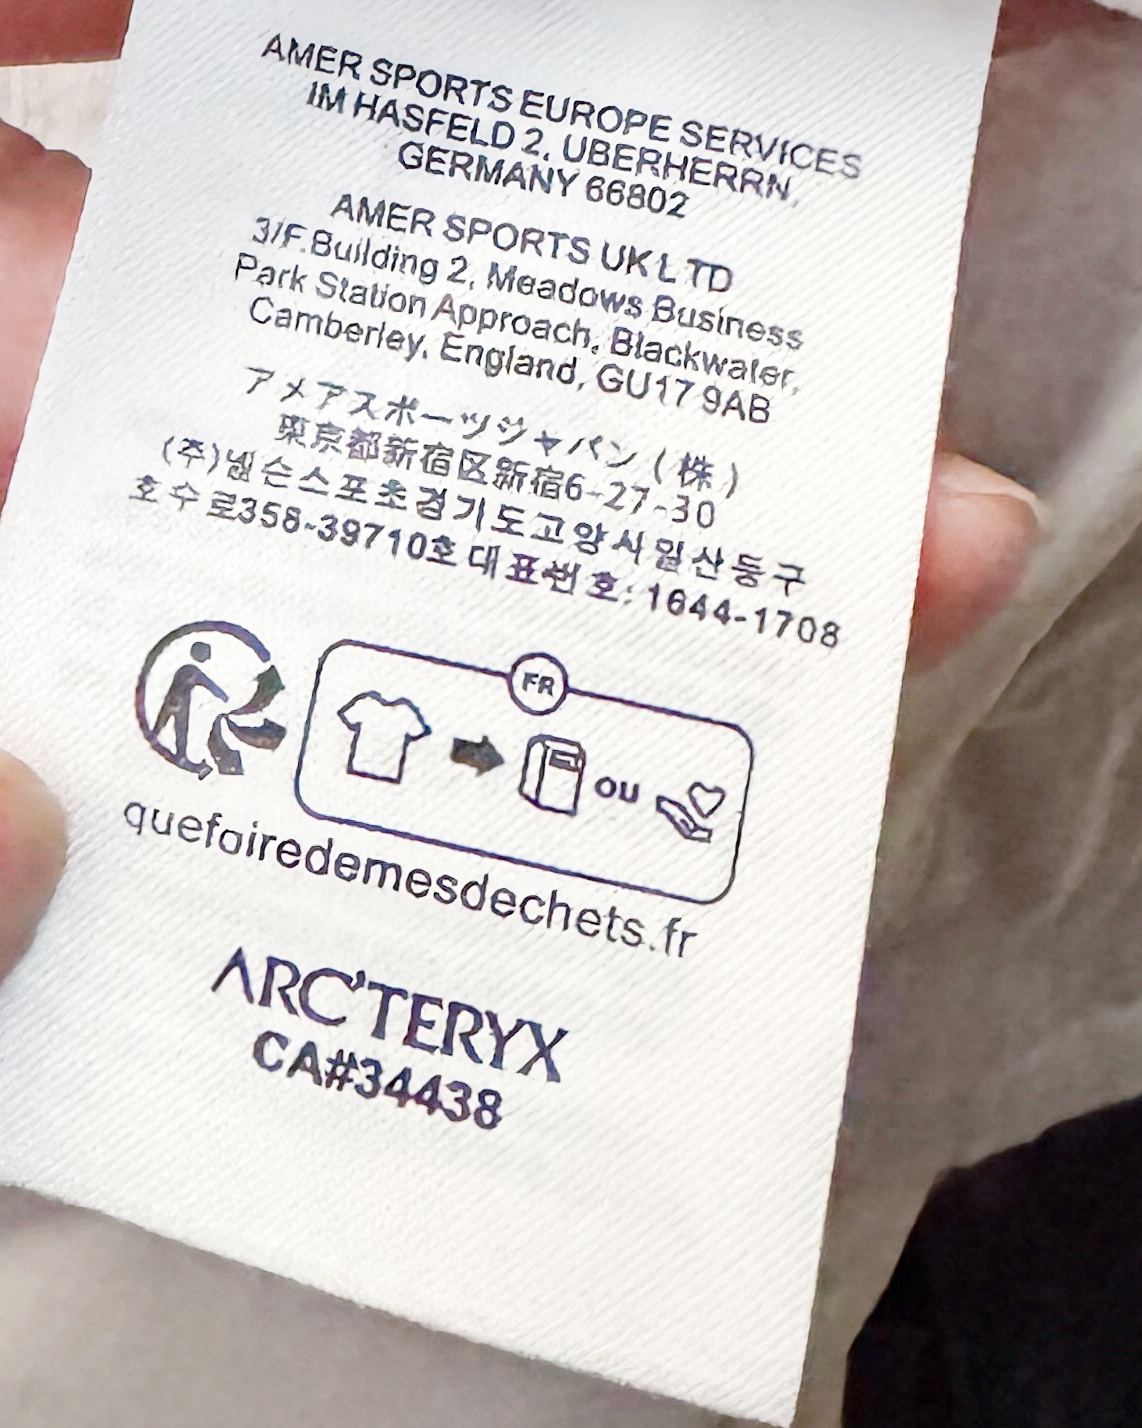 AMER SPORTS EUROPE SERVICES
IM HASFELD 2, UBERHERRN,
GERMANY 66802
AMER SPORTS UK L TD
3/F.Building 2, Meadows Business
Park Station Approach, Blackwater,
Camberley, England, GU17 9AB
アメアスポーツジャパン(株)
東京都新宿区新宿6-27-30
(주)넬슨스포츠경기도고양시일산동구
호수로358-39710호대표번호:1644-1708
FR
OU
quefairedemesdechets.fr
ARC'TERYX
CA#34438